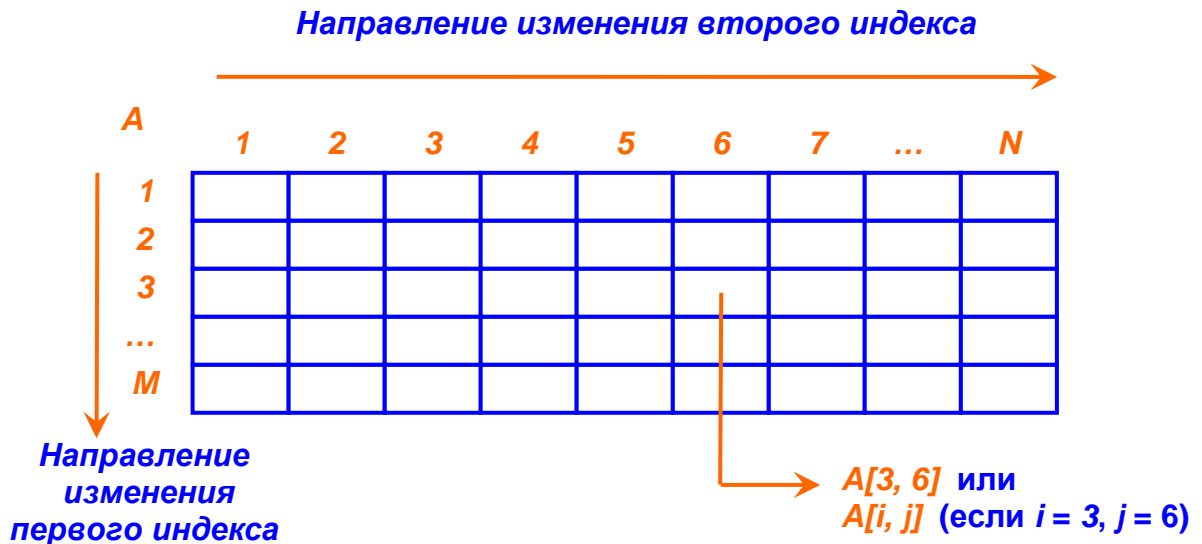 Направление изменения второго индекса
A
1 2 3 4 5 6 7 ... N
1
2
3
...
M
Направление
изменения
первого индекса
A[3, 6] или
A[i, j] (если i = 3, j = 6)